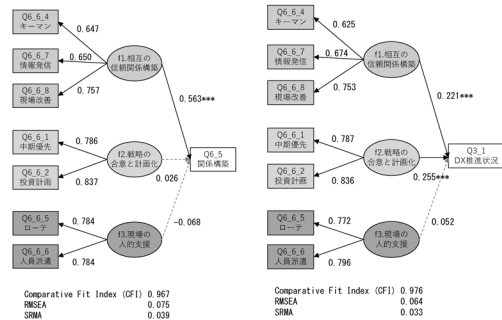 Q6_6_4
キーマン
0.647
Q6_6_7
情報発信
0.650
Q6_6_8
現場改善
0.757
f1.相互の
信頼関係構築
0.563***
Q6_6_1
中期優先
0.786
Q6_6_2
投資計画
0.837
f2.戦略の
合意と計画化
0.026
Q6_5
関係構築
-0.068
Q6_6_5
ローテ
0.784
Q6_6_6
人員派遣
0.784
f3.現場の
人的支援
Comparative Fit Index (CFI) 0.967
RMSEA 0.075
SRMA 0.039
Q6_6_4
キーマン
0.625
Q6_6_7
情報発信
0.674
Q6_6_8
現場改善
0.753
f1.相互の
信頼関係構築
0.221***
Q6_6_1
中期優先
0.787
Q6_6_2
投資計画
0.836
f2.戦略の
合意と計画化
0.255***
Q3_1
DX推進状況
0.052
Q6_6_5
ローテ
0.772
Q6_6_6
人員派遣
0.796
f3.現場の
人的支援
Comparative Fit Index (CFI) 0.976
RMSEA 0.064
SRMA 0.033